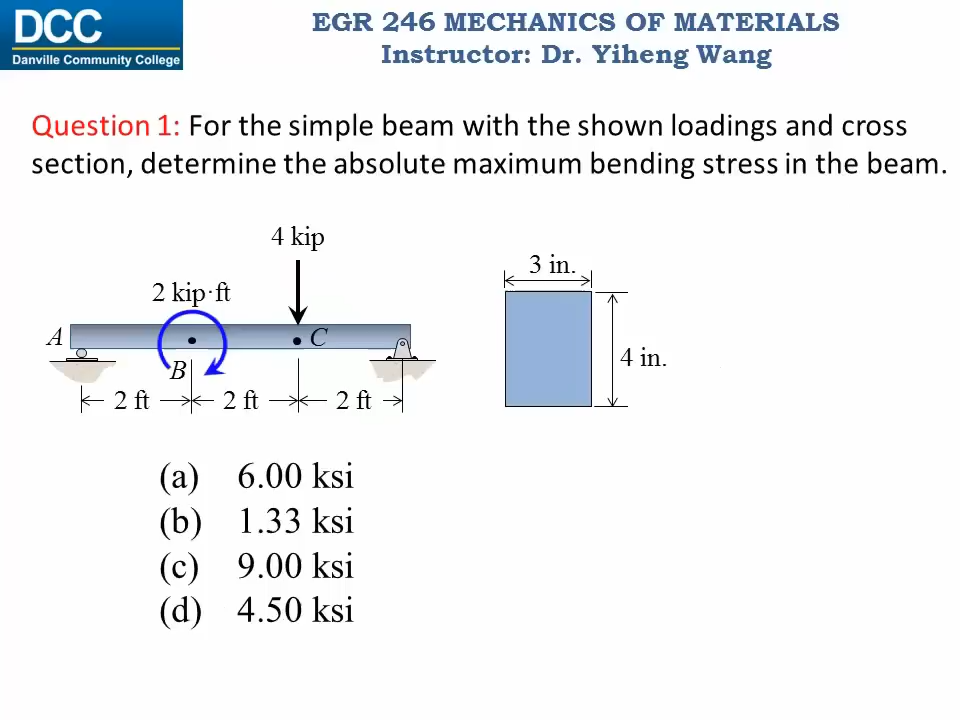 DCC
Danville Community College
EGR 246 MECHANICS OF MATERIALS
Instructor: Dr. Yiheng Wang
Question 1: For the simple beam with the shown loadings and cross
section, determine the absolute maximum bending stress in the beam.
4 kip
2 kip·ft
A
B
C
2 ft
2 ft
2 ft
3 in.
4 in.
(a) 6.00 ksi
(b) 1.33 ksi
(c) 9.00 ksi
(d) 4.50 ksi